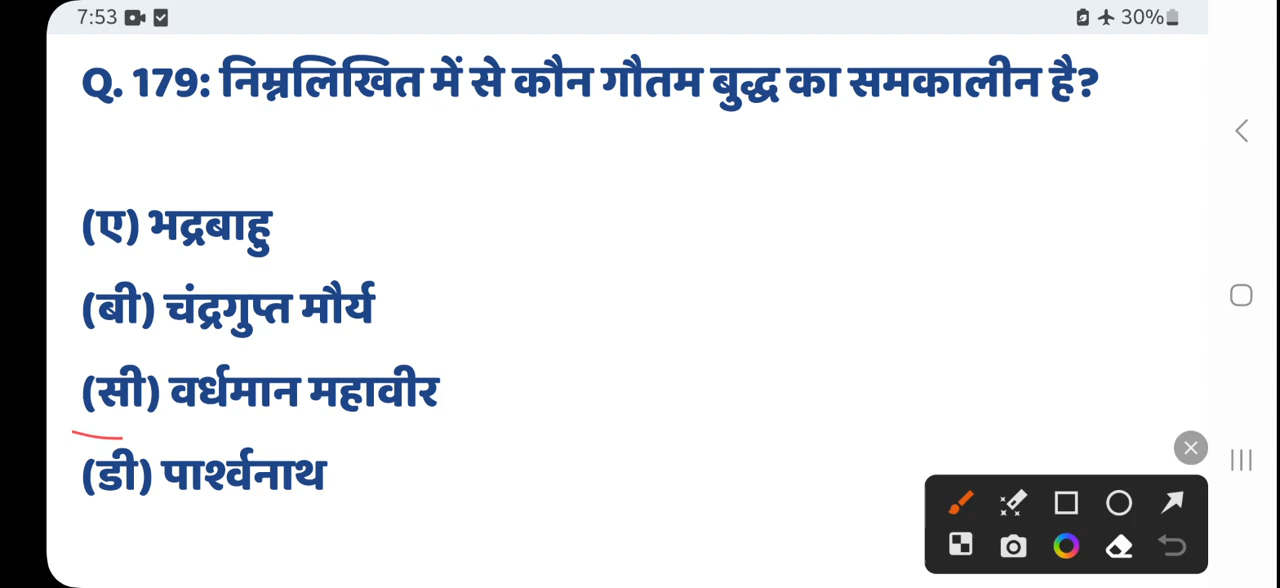 7:53 30%
Q. 179: निम्नलिखित में से कौन गौतम बुद्ध का समकालीन है?
(ए) भद्रबाहु
(बी) चंद्रगुप्त मौर्य
(सी) वर्धमान महावीर
(डी) पार्श्वनाथ